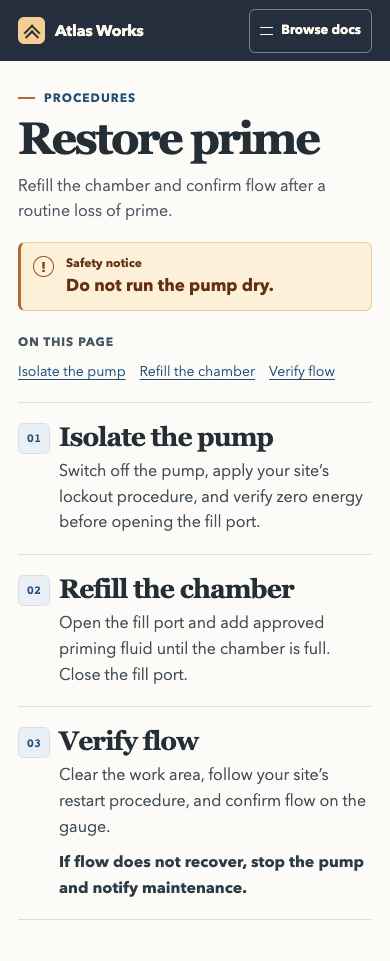 Atlas Works
Browse docs
PROCEDURES
Restore prime
Refill the chamber and confirm flow after a
routine loss of prime.
!
Safety notice
Do not run the pump dry.
ON THIS PAGE
Isolate the pump Refill the chamber Verify flow
01 Isolate the pump
Switch off the pump, apply your site’s
lockout procedure, and verify zero energy
before opening the fill port.
02 Refill the chamber
Open the fill port and add approved
priming fluid until the chamber is full.
Close the fill port.
03 Verify flow
Clear the work area, follow your site’s
restart procedure, and confirm flow on the
gauge.
If flow does not recover, stop the pump
and notify maintenance.